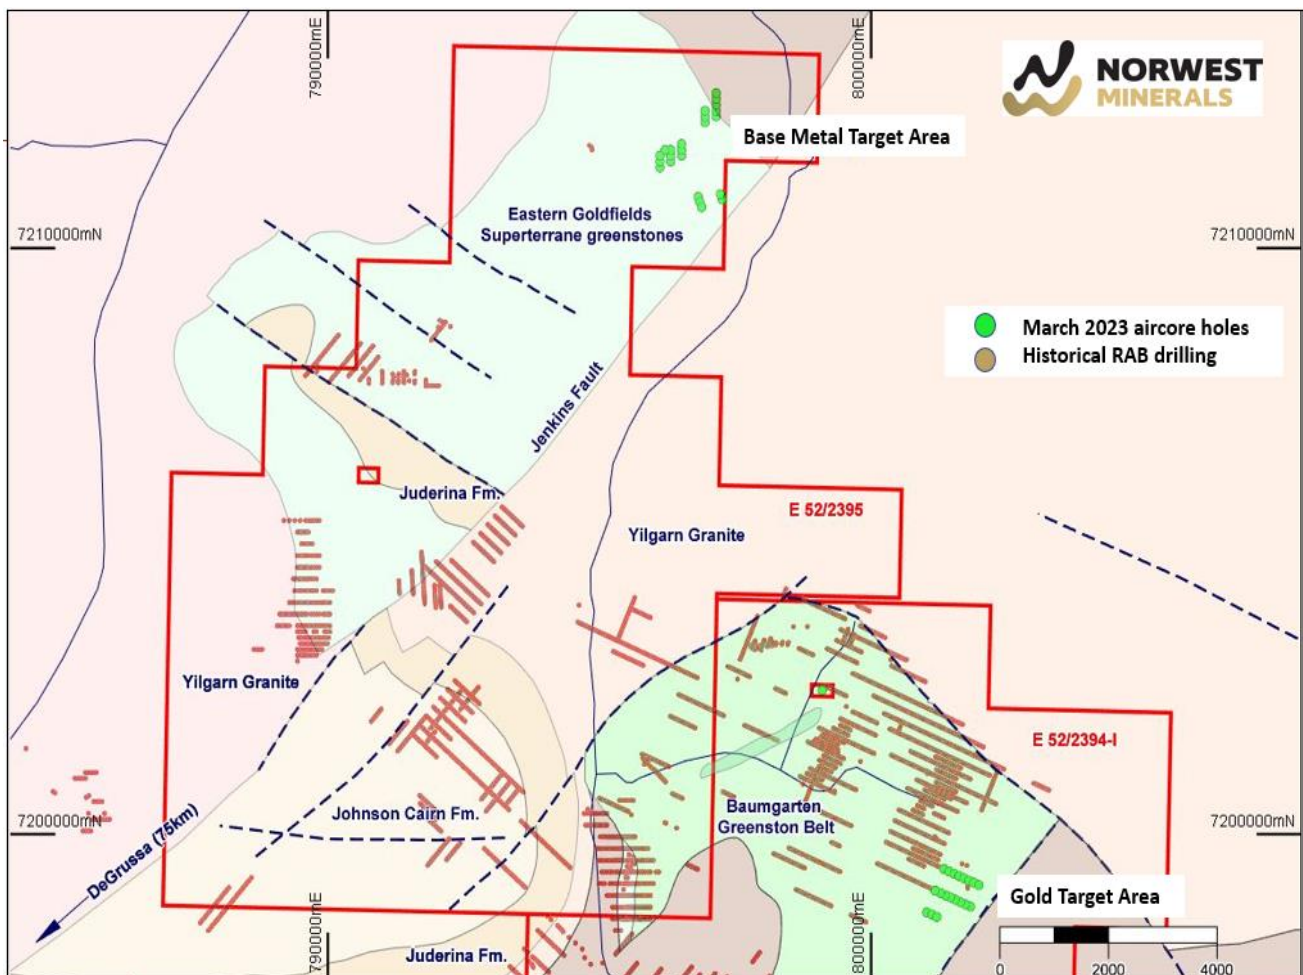 790000mE
800000mE
NORWEST
MINERALS
Base Metal Target Area
Eastern Goldfields
Superterrane greenstones
7210000mN
7210000mN
March 2023 aircore holes
Historical RAB drilling
Jenkins Fault
Juderina Fm.
E 52/2395
Yilgarn Granite
Yilgarn Granite
E 52/2394-I
Baumgarten
Greenston Belt
Johnson Cairn Fm.
7200000mN
7200000mN
DeGrussa (75km)
Gold Target Area
790000mE
800000mE
Juderina Fm.
0
2000
4000